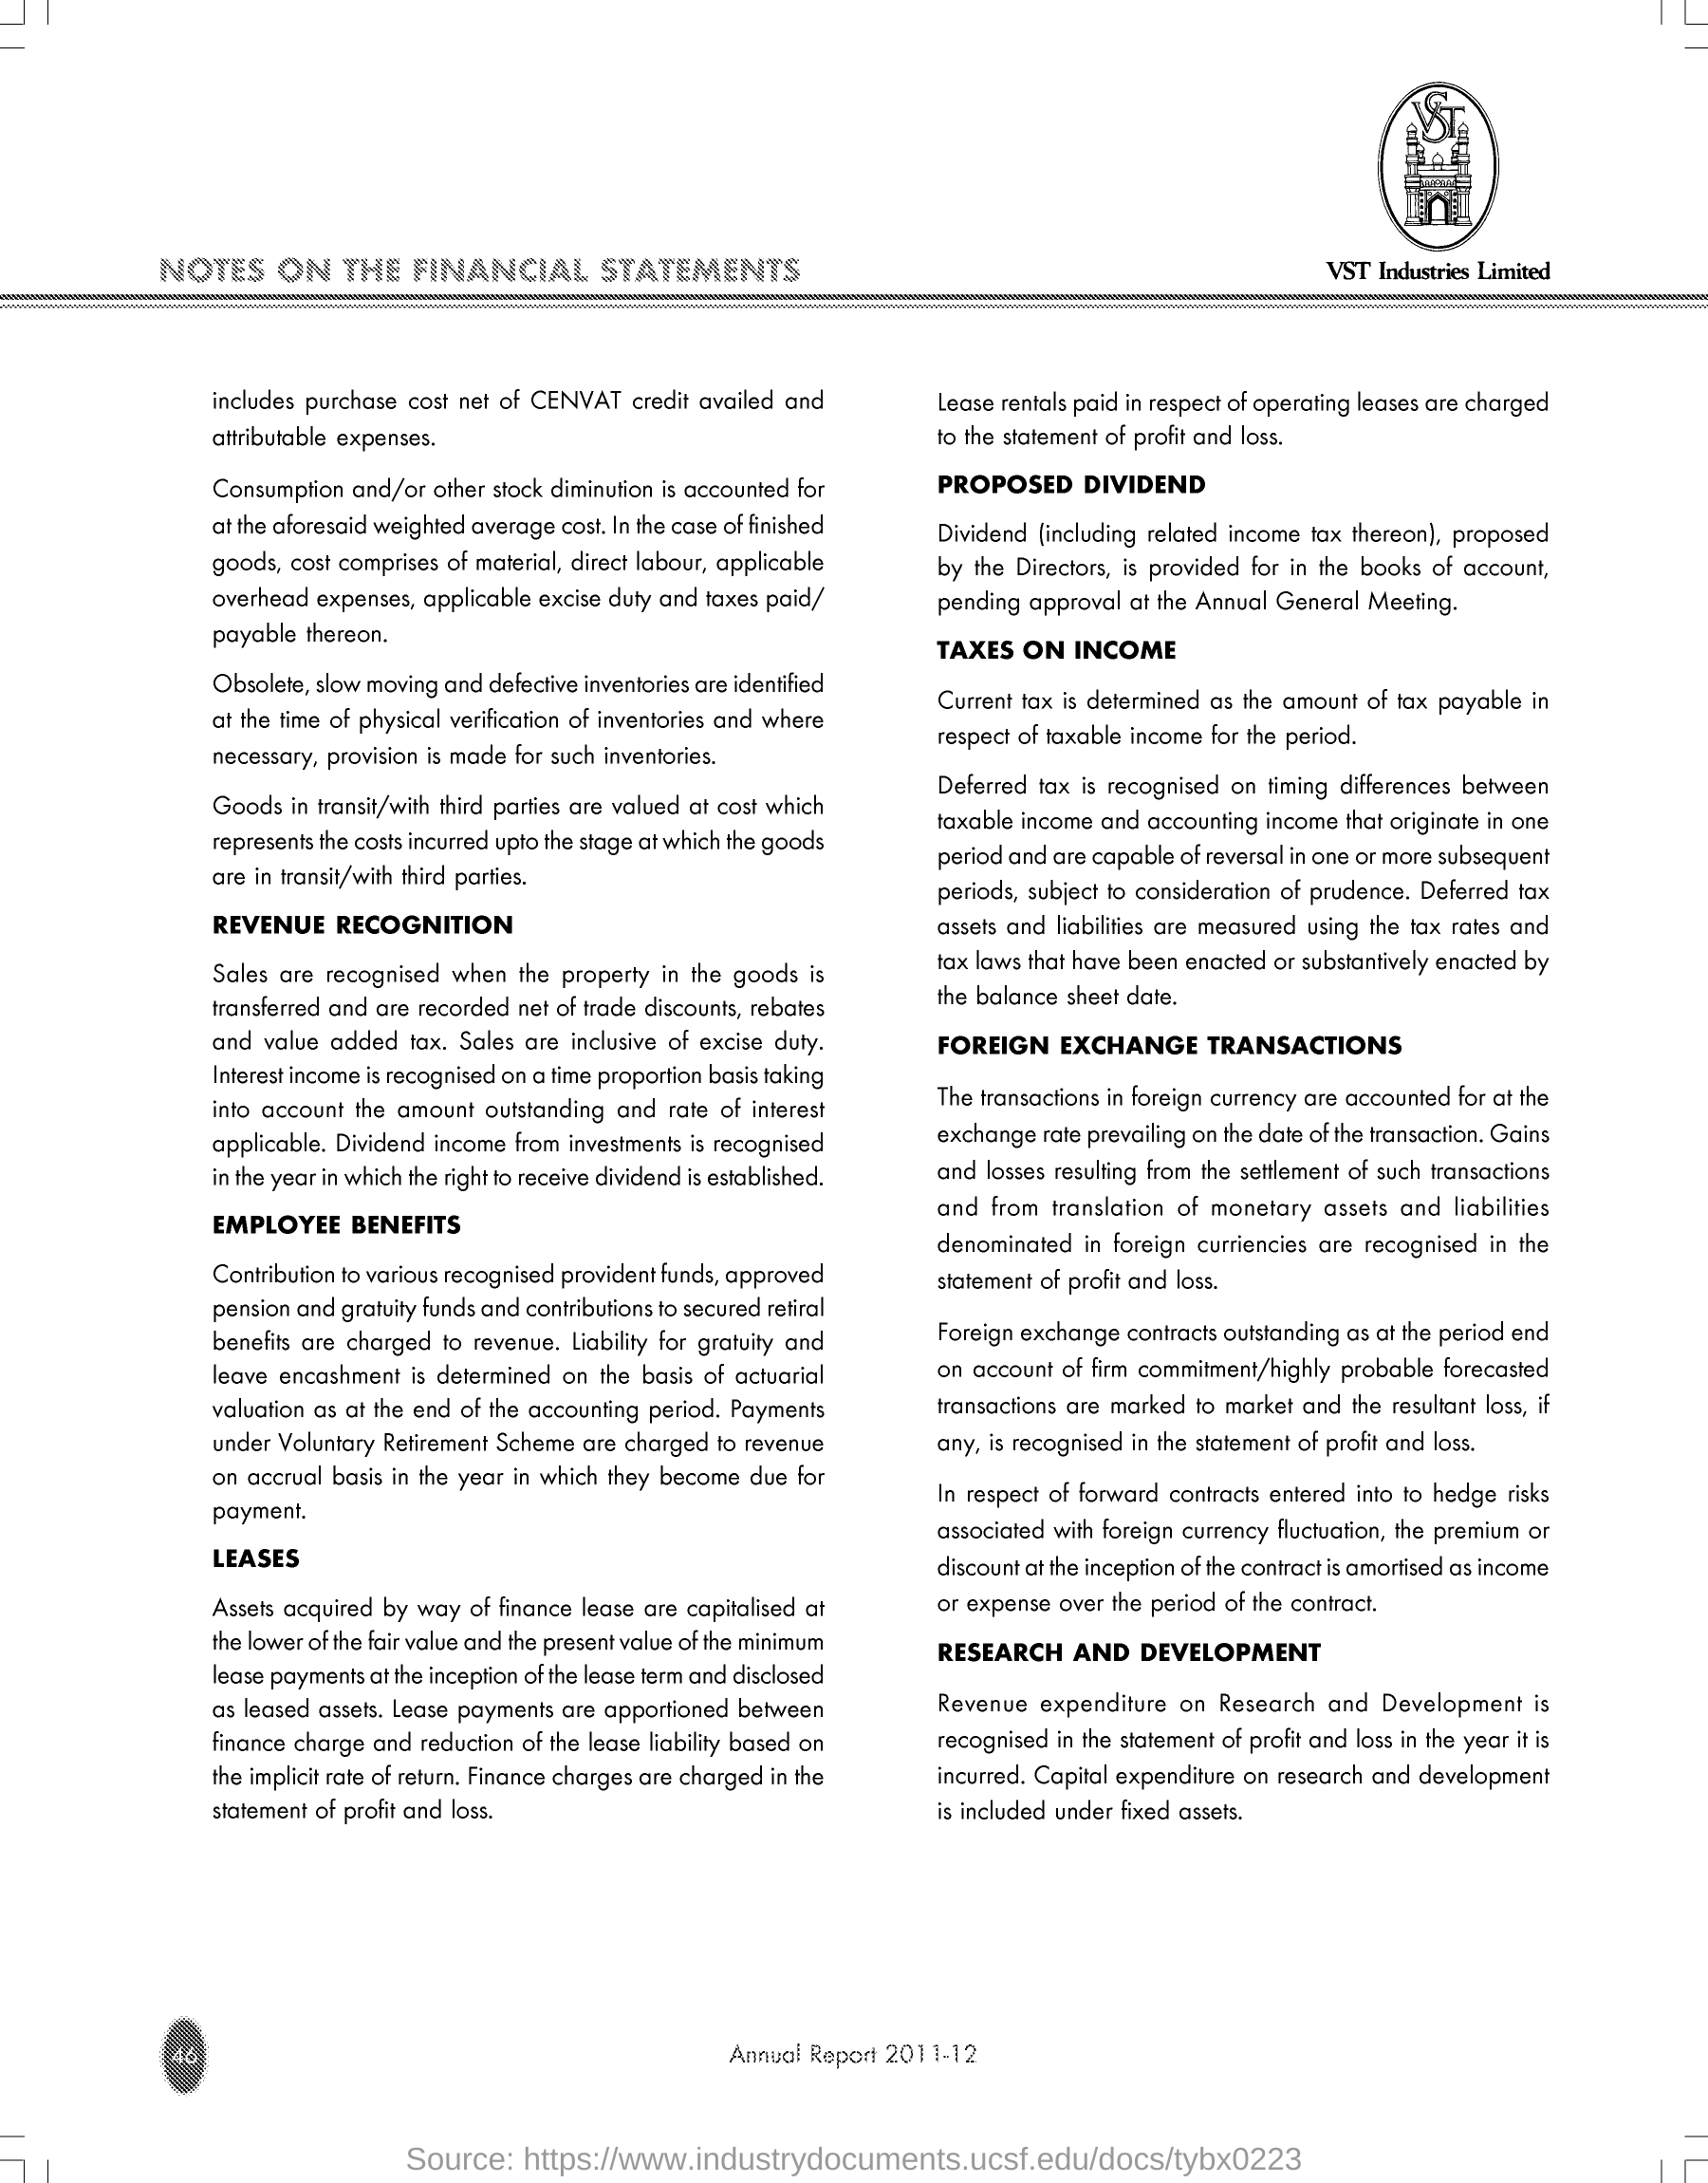 VST
NOTES ON THE FINANCIAL STATEMENTS
VST Industries Limited
includes purchase cost net of CENVAT credit availed and
attributable expenses.
Consumption and/or other stock diminution is accounted for
at the aforesaid weighted average cost. In the case of finished
goods, cost comprises of material, direct labour, applicable
overhead expenses, applicable excise duty and taxes paid/
payable thereon.
Obsolete, slow moving and defective inventories are identified
at the time of physical verification of inventories and where
necessary, provision is made for such inventories.
Goods in transit/with third parties are valued at cost which
represents the costs incurred upto the stage at which the goods
are in transit/with third parties.
REVENUE RECOGNITION
Sales are recognised when the property in the goods is
transferred and are recorded net of trade discounts, rebates
and value added tax. Sales are inclusive of excise duty.
Interest income is recognised on a time proportion basis taking
into account the amount outstanding and rate of interest
applicable. Dividend income from investments is recognised
in the year in which the right to receive dividend is established.
EMPLOYEE BENEFITS
Contribution to various recognised provident funds, approved
pension and gratuity funds and contributions to secured retiral
benefits are charged to revenue. Liability for gratuity and
leave encashment is determined on the basis of actuarial
valuation as at the end of the accounting period. Payments
under Voluntary Retirement Scheme are charged to revenue
on accrual basis in the year in which they become due for
payment.
LEASES
Assets acquired by way of finance lease are capitalised at
the lower of the fair value and the present value of the minimum
lease payments at the inception of the lease term and disclosed
as leased assets. Lease payments are apportioned between
finance charge and reduction of the lease liability based on
the implicit rate of return. Finance charges are charged in the
statement of profit and loss.
Lease rentals paid in respect of operating leases are charged
to the statement of profit and loss.
PROPOSED DIVIDEND
Dividend (including related income tax thereon), proposed
by the Directors, is provided for in the books of account,
pending approval at the Annual General Meeting.
TAXES ON INCOME
Current tax is determined as the amount of tax payable in
respect of taxable income for the period.
Deferred tax is recognised on timing differences between
taxable income and accounting income that originate in one
period and are capable of reversal in one or more subsequent
periods, subject to consideration of prudence. Deferred tax
assets and liabilities are measured using the tax rates and
tax laws that have been enacted or substantively enacted by
the balance sheet date.
FOREIGN EXCHANGE TRANSACTIONS
The transactions in foreign currency are accounted for at the
exchange rate prevailing on the date of the transaction. Gains
and losses resulting from the settlement of such transactions
and from translation of monetary assets and liabilities
denominated in foreign curriencies are recognised in the
statement of profit and loss.
Foreign exchange contracts outstanding as at the period end
on account of firm commitment/highly probable forecasted
transactions are marked to market and the resultant loss, if
any, is recognised in the statement of profit and loss.
In respect of forward contracts entered into to hedge risks
associated with foreign currency fluctuation, the premium or
discount at the inception of the contract is amortised as income
or expense over the period of the contract.
RESEARCH AND DEVELOPMENT
Revenue expenditure on Research and Development is
recognised in the statement of profit and loss in the year it is
incurred. Capital expenditure on research and development
is included under fixed assets.
46
Annual Report 2011-12
Source: https://www.industrydocuments.ucsf.edu/docs/tybx0223